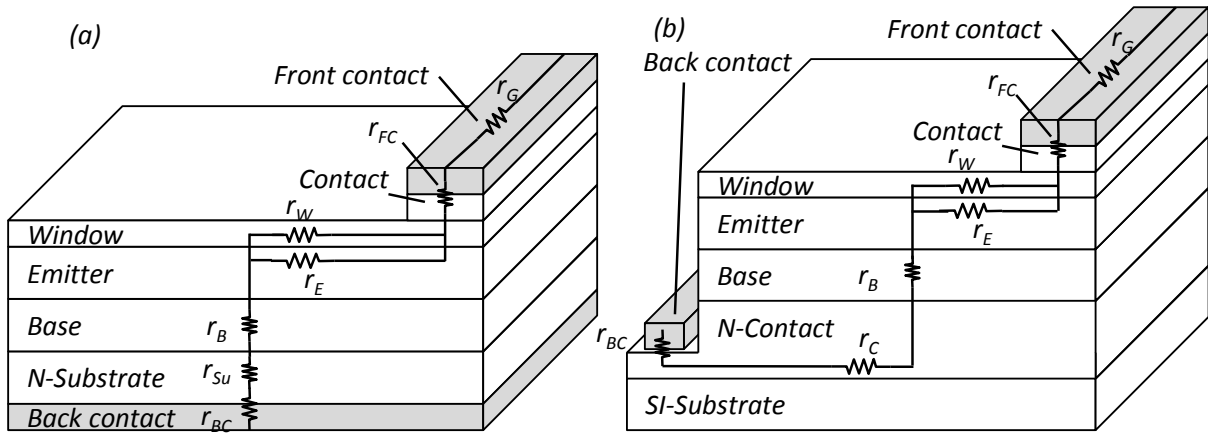 (a)
Front contact
r_G
r_FC
Contact
r_W
Window
Emitter
r_E
Base
r_B
N-Substrate
r_Su
Back contact
r_BC
(b)
Front contact
r_G
Back contact
r_FC
Contact
r_W
Window
Emitter
r_E
Base
r_B
N-Contact
r_BC
r_C
SI-Substrate